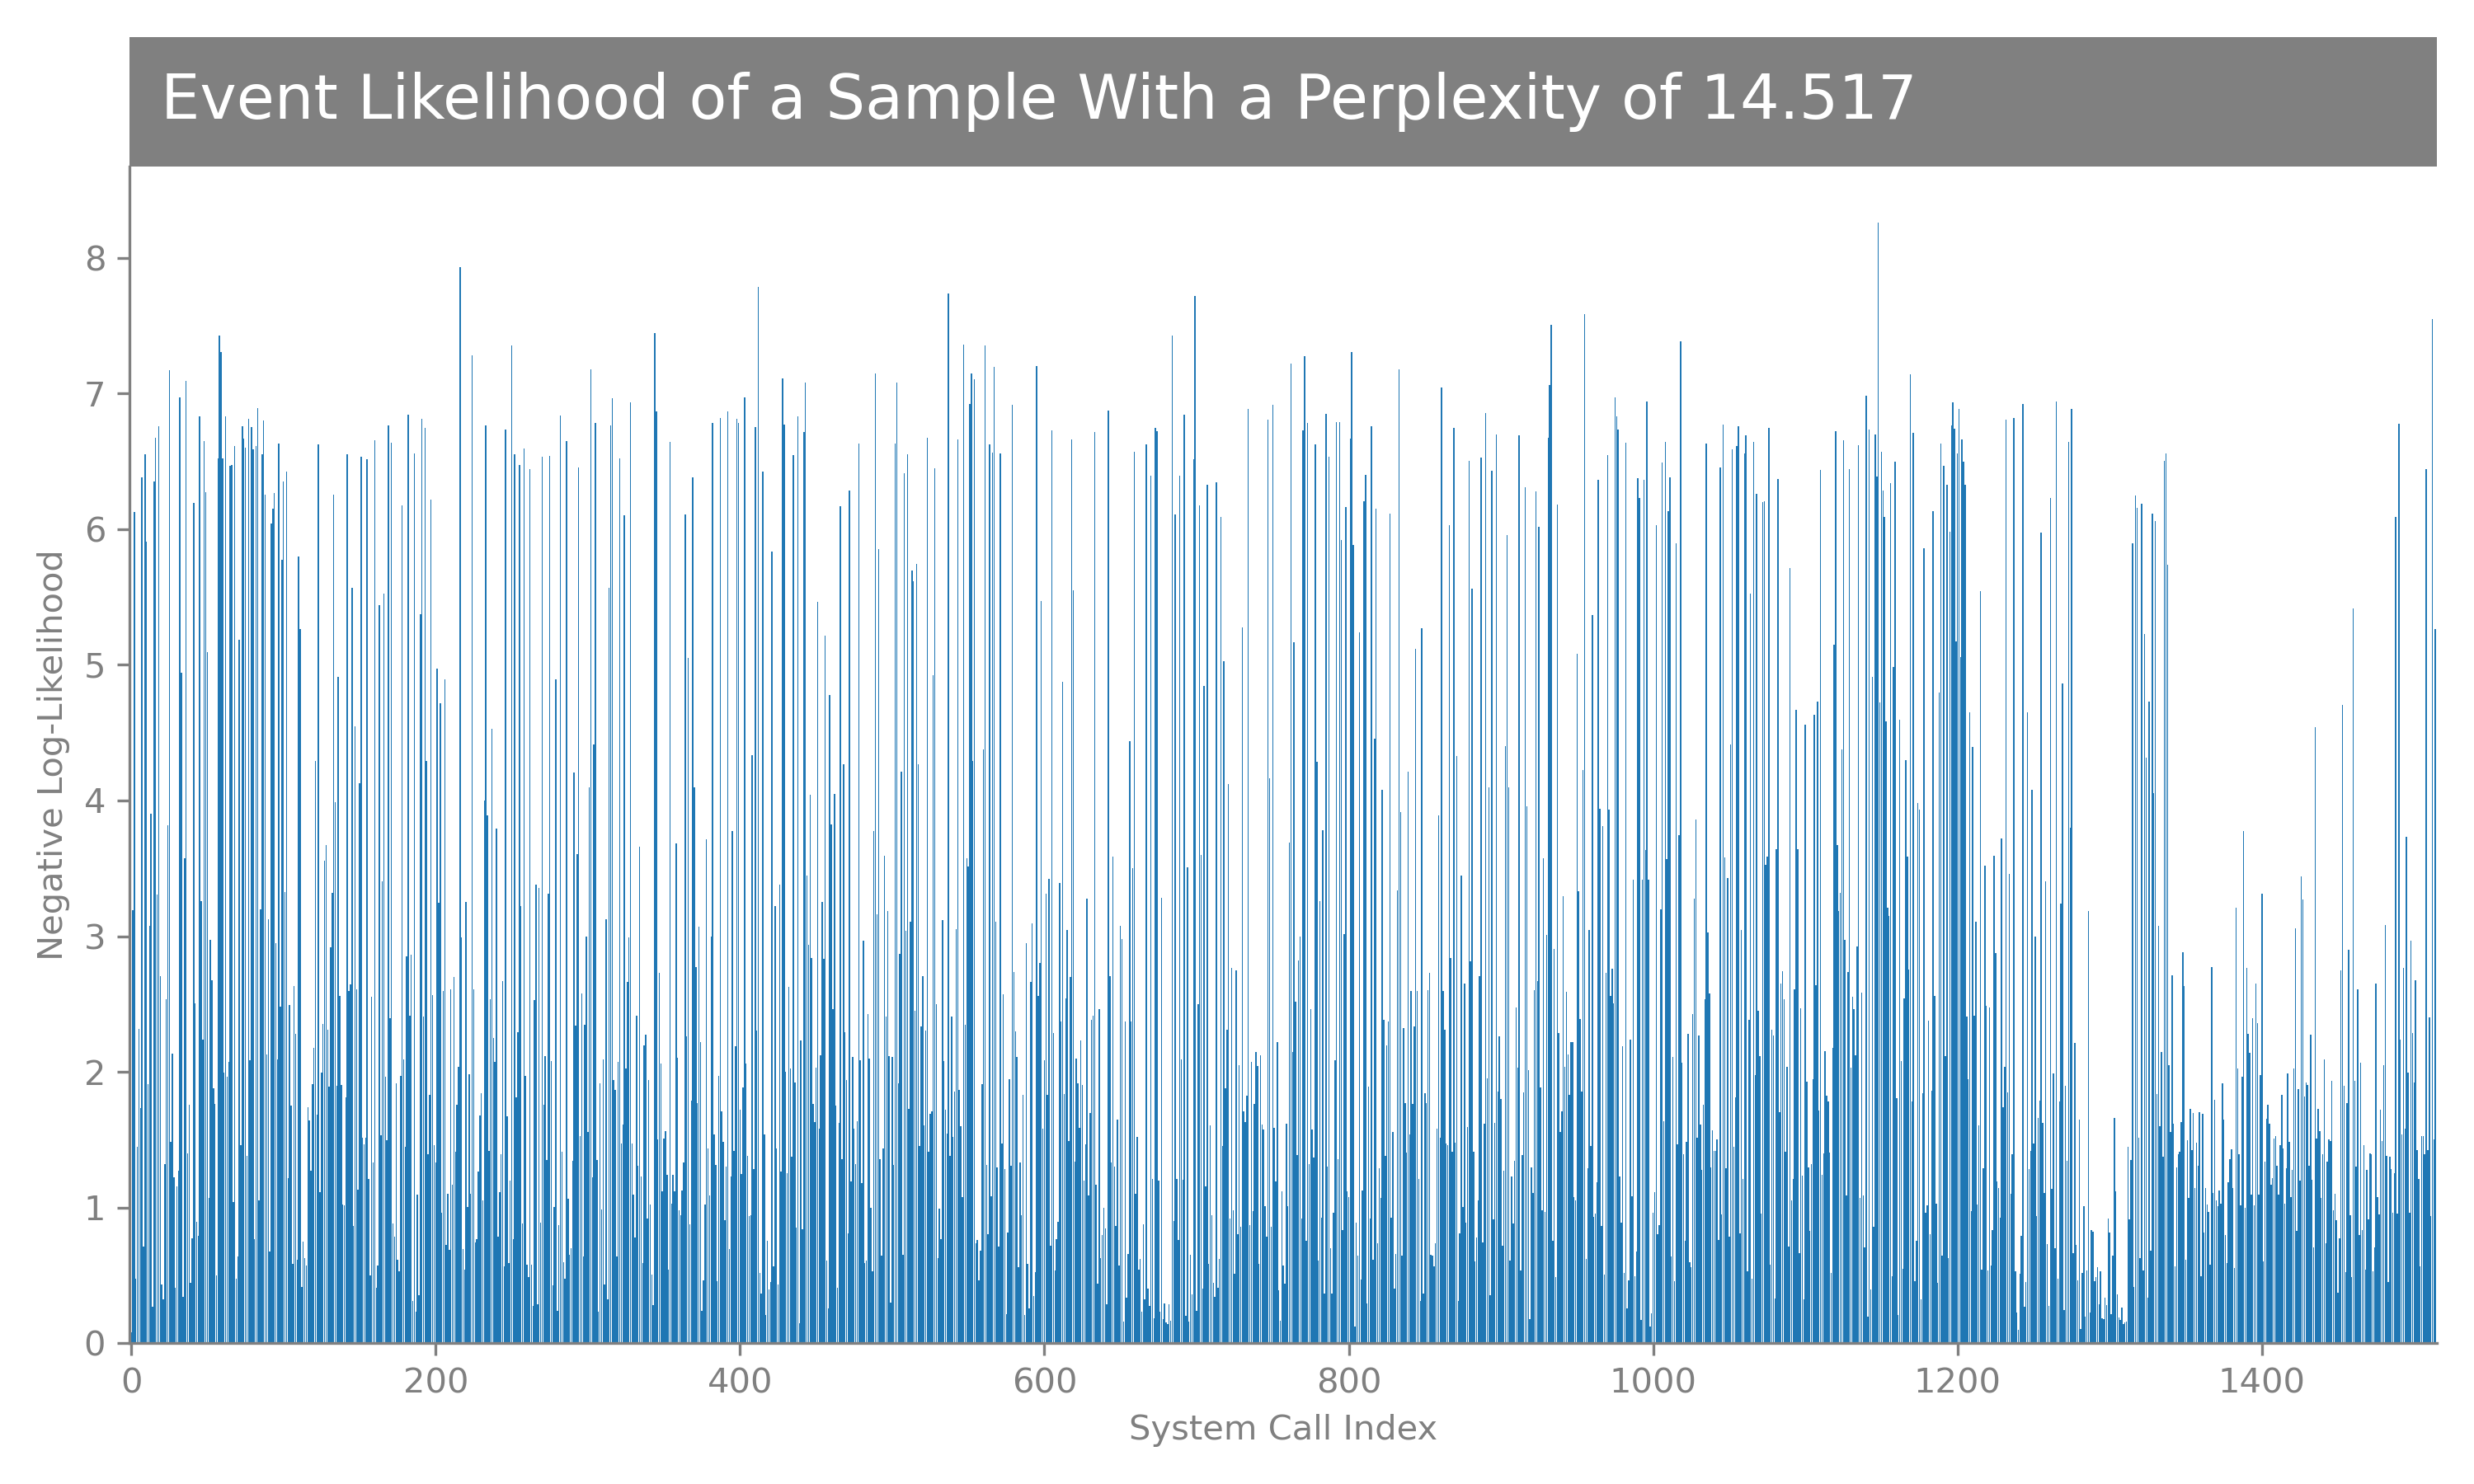 Event Likelihood of a Sample With a Perplexity of 14.517
8
7
6
5
4
3
2
1
0
Negative Log-Likelihood
0 200 400 600 800 1000 1200 1400
System Call Index